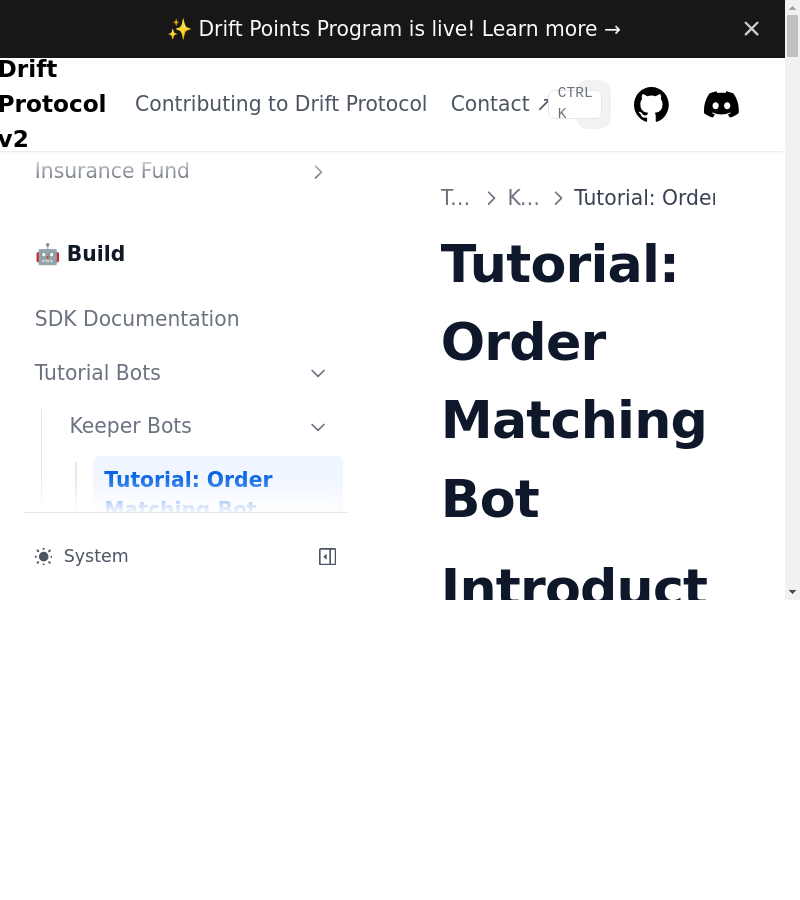 ✨ Drift Points Program is live! Learn more →
Drift
Protocol
v2
Contributing to Drift Protocol
Contact ↗
CTRL
K
Insurance Fund
🤖 Build
SDK Documentation
Tutorial Bots
Keeper Bots
Tutorial: Order
Matching Bot
System
T… > K… > Tutorial: Order
Tutorial:
Order
Matching
Bot
Introduct